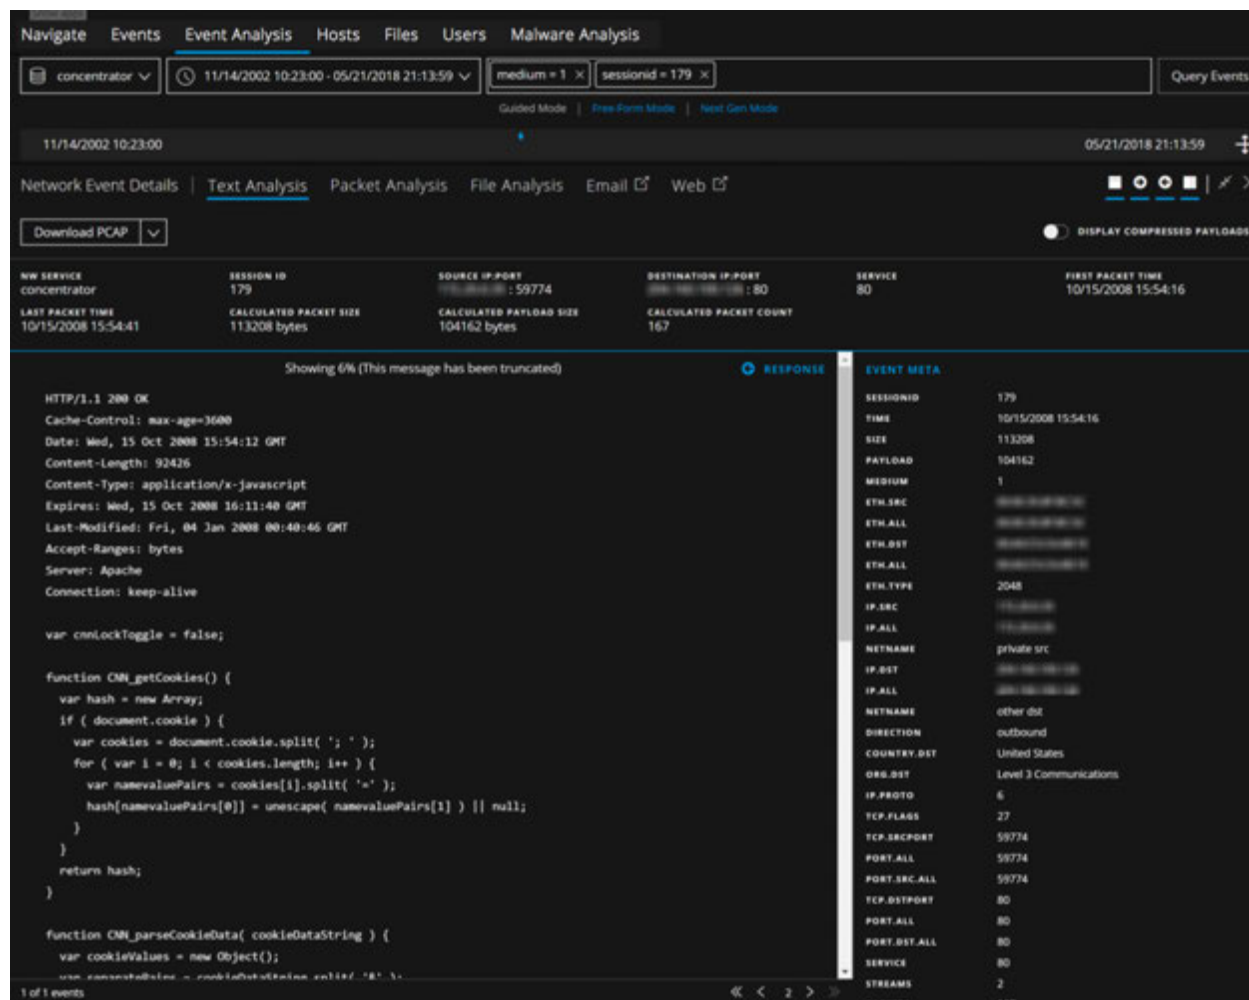 Navigate Events Event Analysis Hosts Files Users Malware Analysis
concentrator 11/14/2002 10:23:00 - 05/21/2018 21:13:59 medium = 1 × sessionid = 179 × Query Events
Guided Mode | Free-Form Mode | Next Gen Mode
11/14/2002 10:23:00 05/21/2018 21:13:59
Network Event Details | Text Analysis Packet Analysis File Analysis Email Web
Download PCAP DISPLAY COMPRESSED PAYLOADS
NW SERVICE SESSION ID SOURCE IP:PORT DESTINATION IP:PORT SERVICE FIRST PACKET TIME
concentrator 179 : 59774 : 80 80 10/15/2008 15:54:16
LAST PACKET TIME CALCULATED PACKET SIZE CALCULATED PAYLOAD SIZE CALCULATED PACKET COUNT
10/15/2008 15:54:41 113208 bytes 104162 bytes 167
Showing 6% (This message has been truncated) RESPONSE
HTTP/1.1 200 OK
Cache-Control: max-age=3600
Date: Wed, 15 Oct 2008 15:54:12 GMT
Content-Length: 92426
Content-Type: application/x-javascript
Expires: Wed, 15 Oct 2008 16:11:40 GMT
Last-Modified: Fri, 04 Jan 2008 00:40:46 GMT
Accept-Ranges: bytes
Server: Apache
Connection: keep-alive
var cnnLockToggle = false;
function CNN_getCookies() {
var hash = new Array;
if ( document.cookie ) {
var cookies = document.cookie.split( '; ' );
for ( var i = 0; i < cookies.length; i++ ) {
var namevaluePairs = cookies[i].split( '=' );
hash[namevaluePairs[0]] = unescape( namevaluePairs[1] ) || null;
}
}
return hash;
}
function CNN_parseCookieData( cookieDataString ) {
var cookieValues = new Object();
var separatePairs = cookieDataString.split( '&' );
1 of 1 events 2
EVENT META
SESSIONID 179
TIME 10/15/2008 15:54:16
SIZE 113208
PAYLOAD 104162
MEDIUM 1
ETH.SRC
ETH.ALL
ETH.DST
ETH.ALL
ETH.TYPE 2048
IP.SRC
IP.ALL
NETNAME private src
IP.DST
IP.ALL
NETNAME other dst
DIRECTION outbound
COUNTRY.DST United States
ORG.DST Level 3 Communications
IP.PROTO 6
TCP.FLAGS 27
TCP.SRCPORT 59774
PORT.ALL 59774
PORT.SRC.ALL 59774
TCP.DSTPORT 80
PORT.ALL 80
PORT.DST.ALL 80
SERVICE 80
STREAMS 2